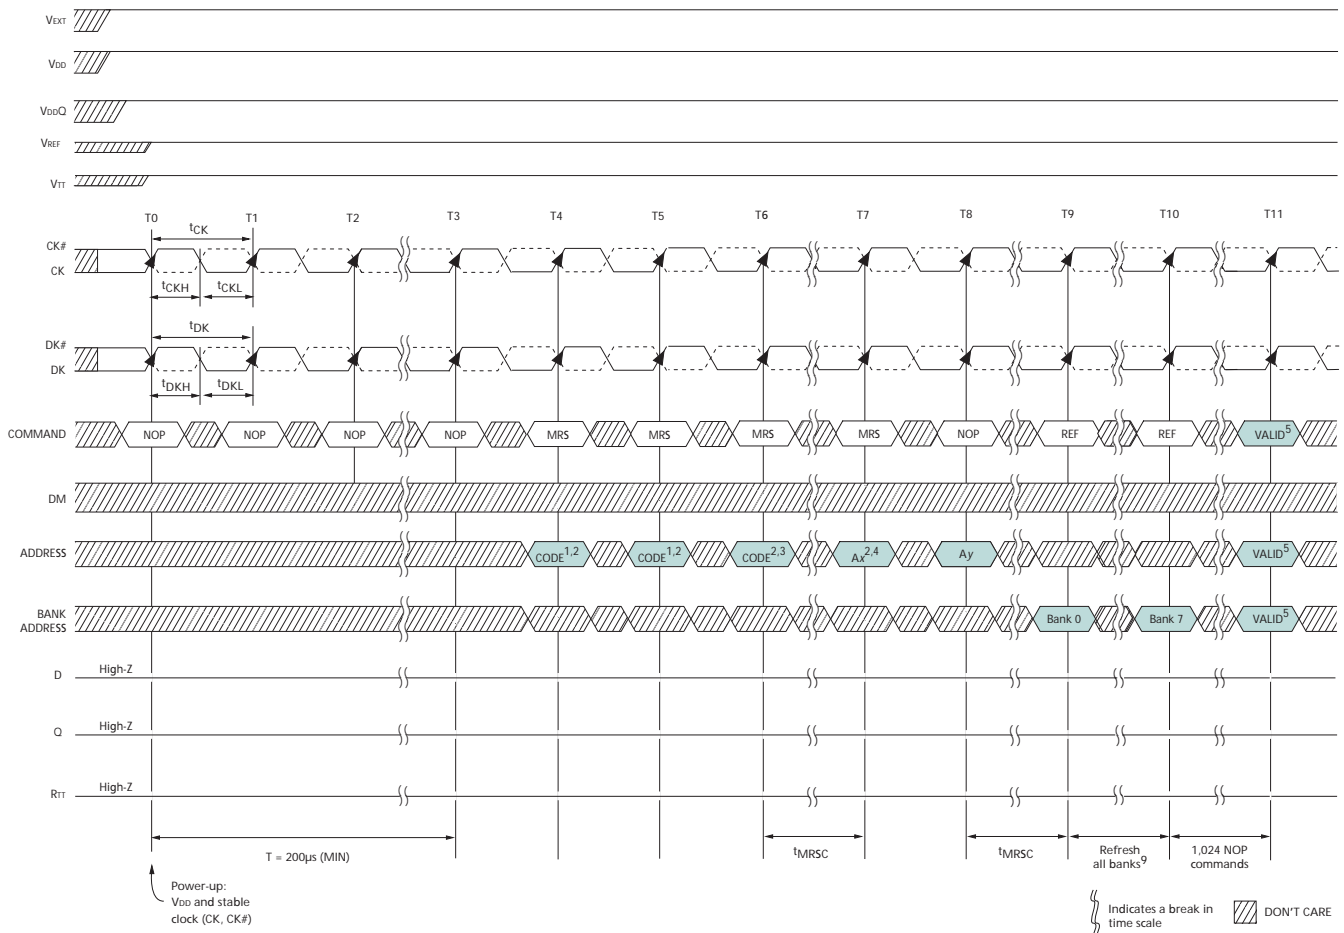 VEXT
VDD
VDDQ
VREF
VTT
T0 T1 T2 T3 T4 T5 T6 T7 T8 T9 T10 T11
tCK
CK#
CK
tCKH tCKL
tDK
DK#
DK
tDKH tDKL
COMMAND NOP NOP NOP NOP MRS MRS MRS MRS NOP REF REF VALID5
DM
ADDRESS CODE1,2 CODE1,2 CODE2,3 Ax2,4 Ay VALID5
BANK
ADDRESS Bank 0 Bank 7 VALID5
D High-Z
Q High-Z
RTT High-Z
T = 200µs (MIN) tMRSC tMRSC
Refresh
all banks9
1,024 NOP
commands
Power-up:
VDD and stable
clock (CK, CK#)
Indicates a break in
time scale
DON'T CARE